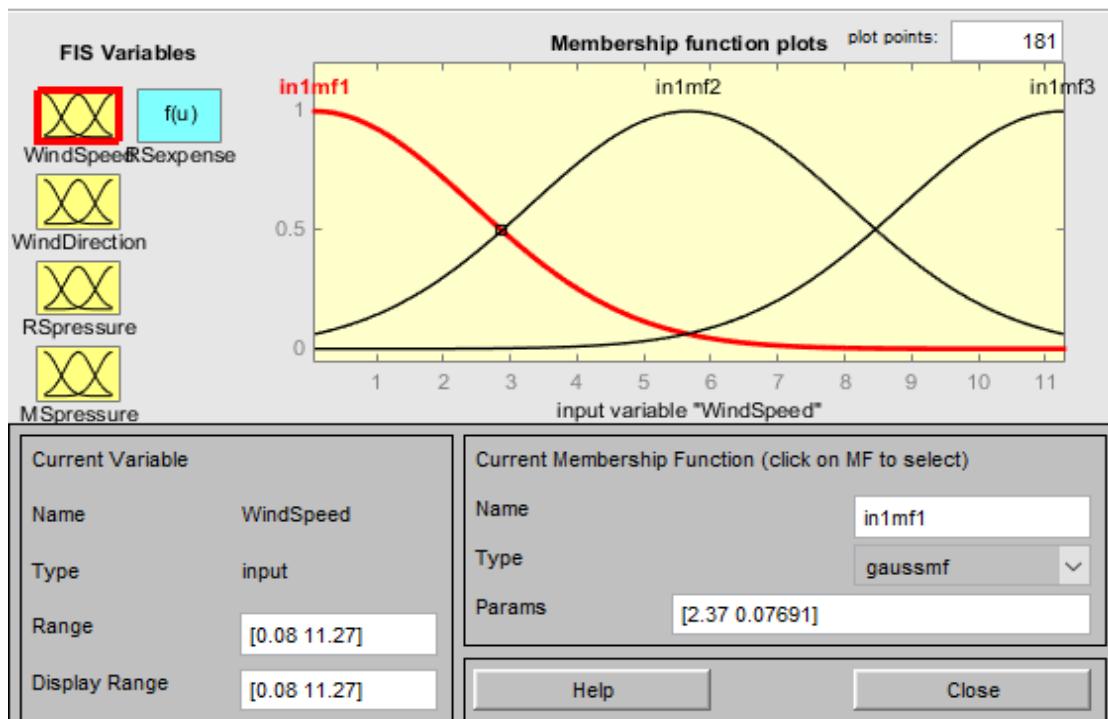 FIS Variables
Membership function plots
plot points:
181
f(u)
WindSpeed
RSexpense
WindDirection
RSpressure
MSpressure
in1mf1
in1mf2
in1mf3
1
0.5
0
1 2 3 4 5 6 7 8 9 10 11
input variable "WindSpeed"
Current Variable
Name WindSpeed
Type input
Range [0.08 11.27]
Display Range [0.08 11.27]
Current Membership Function (click on MF to select)
Name in1mf1
Type gaussmf
Params [2.37 0.07691]
Help
Close